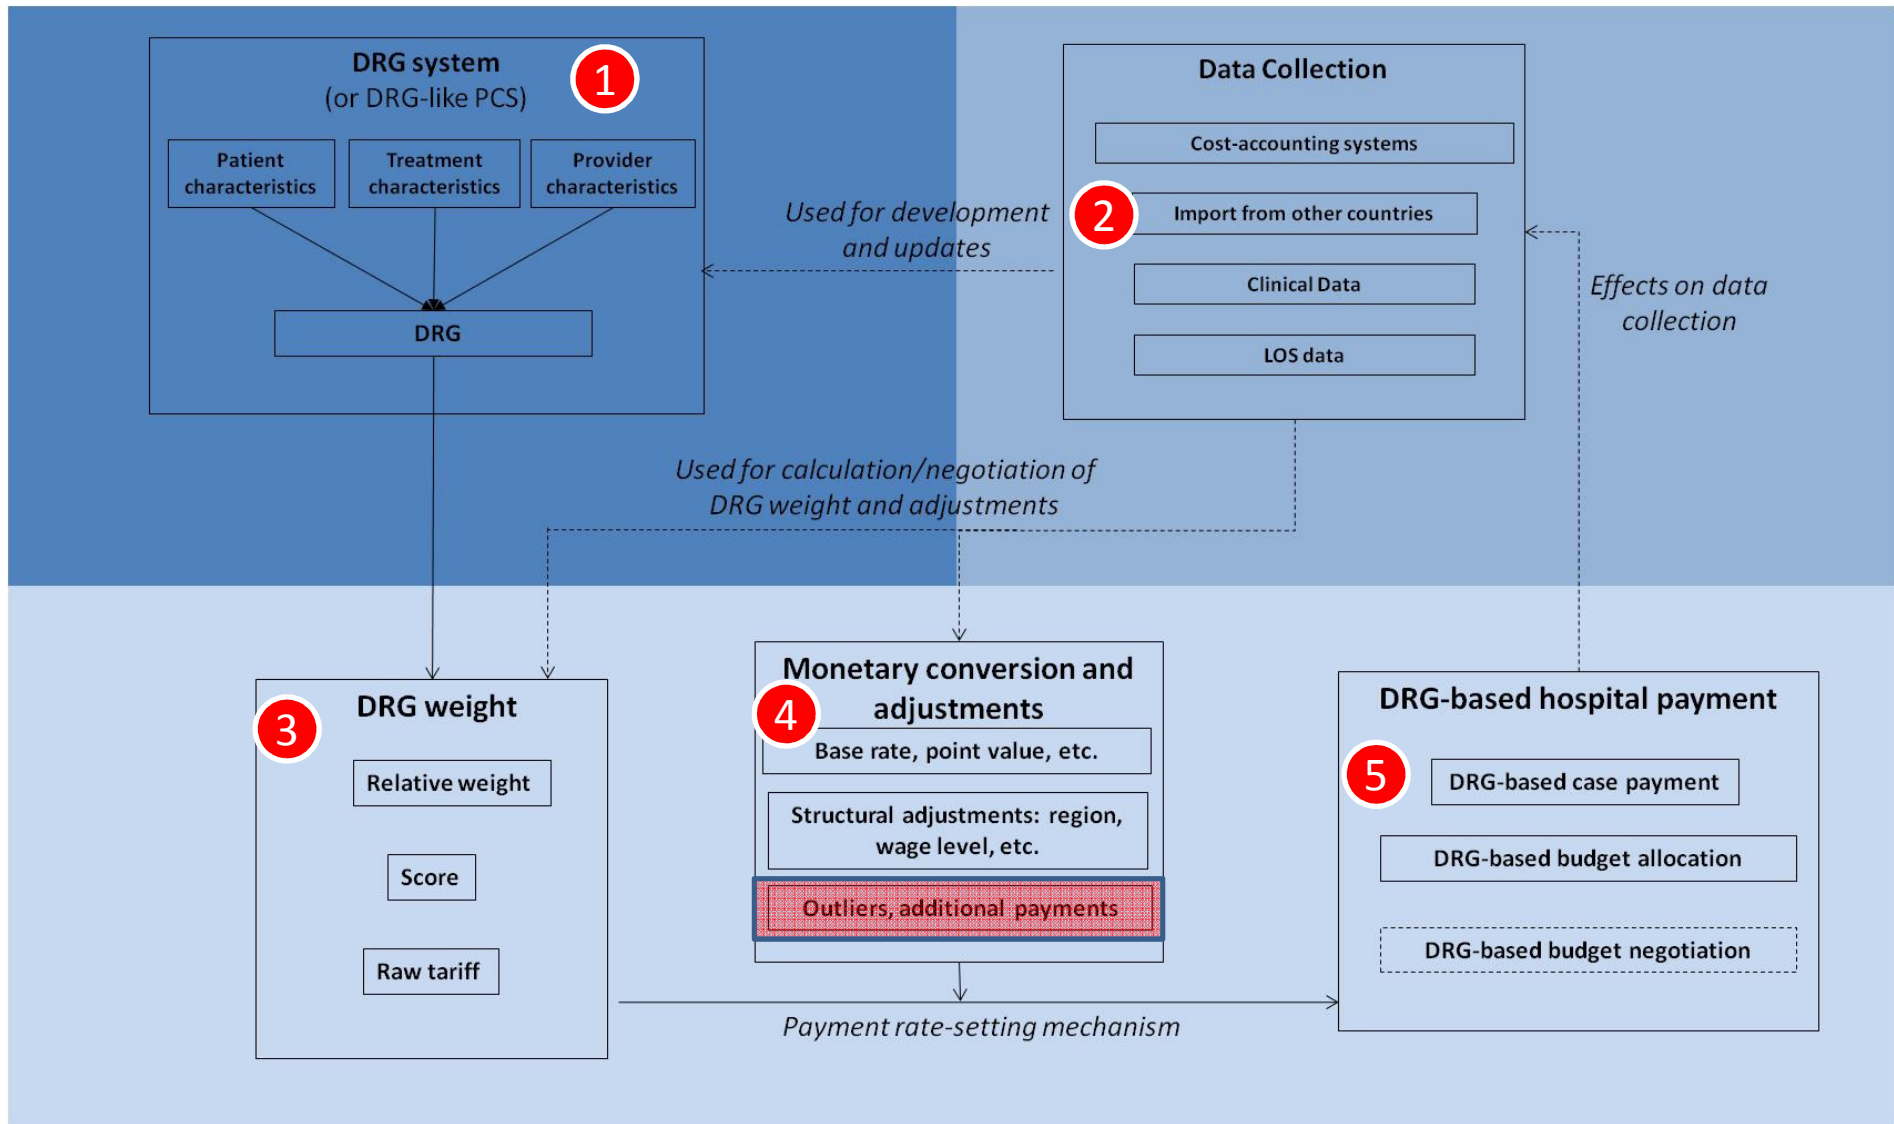 DRG system
(or DRG-like PCS)
1
Patient
characteristics
Treatment
characteristics
Provider
characteristics
DRG
Data Collection
Cost-accounting systems
2
Import from other countries
Clinical Data
LOS data
Used for development
and updates
Effects on data
collection
Used for calculation/negotiation of
DRG weight and adjustments
3
DRG weight
Relative weight
Score
Raw tariff
Monetary conversion and
adjustments
4
Base rate, point value, etc.
Structural adjustments: region,
wage level, etc.
Outliers, additional payments
Payment rate-setting mechanism
DRG-based hospital payment
5
DRG-based case payment
DRG-based budget allocation
DRG-based budget negotiation